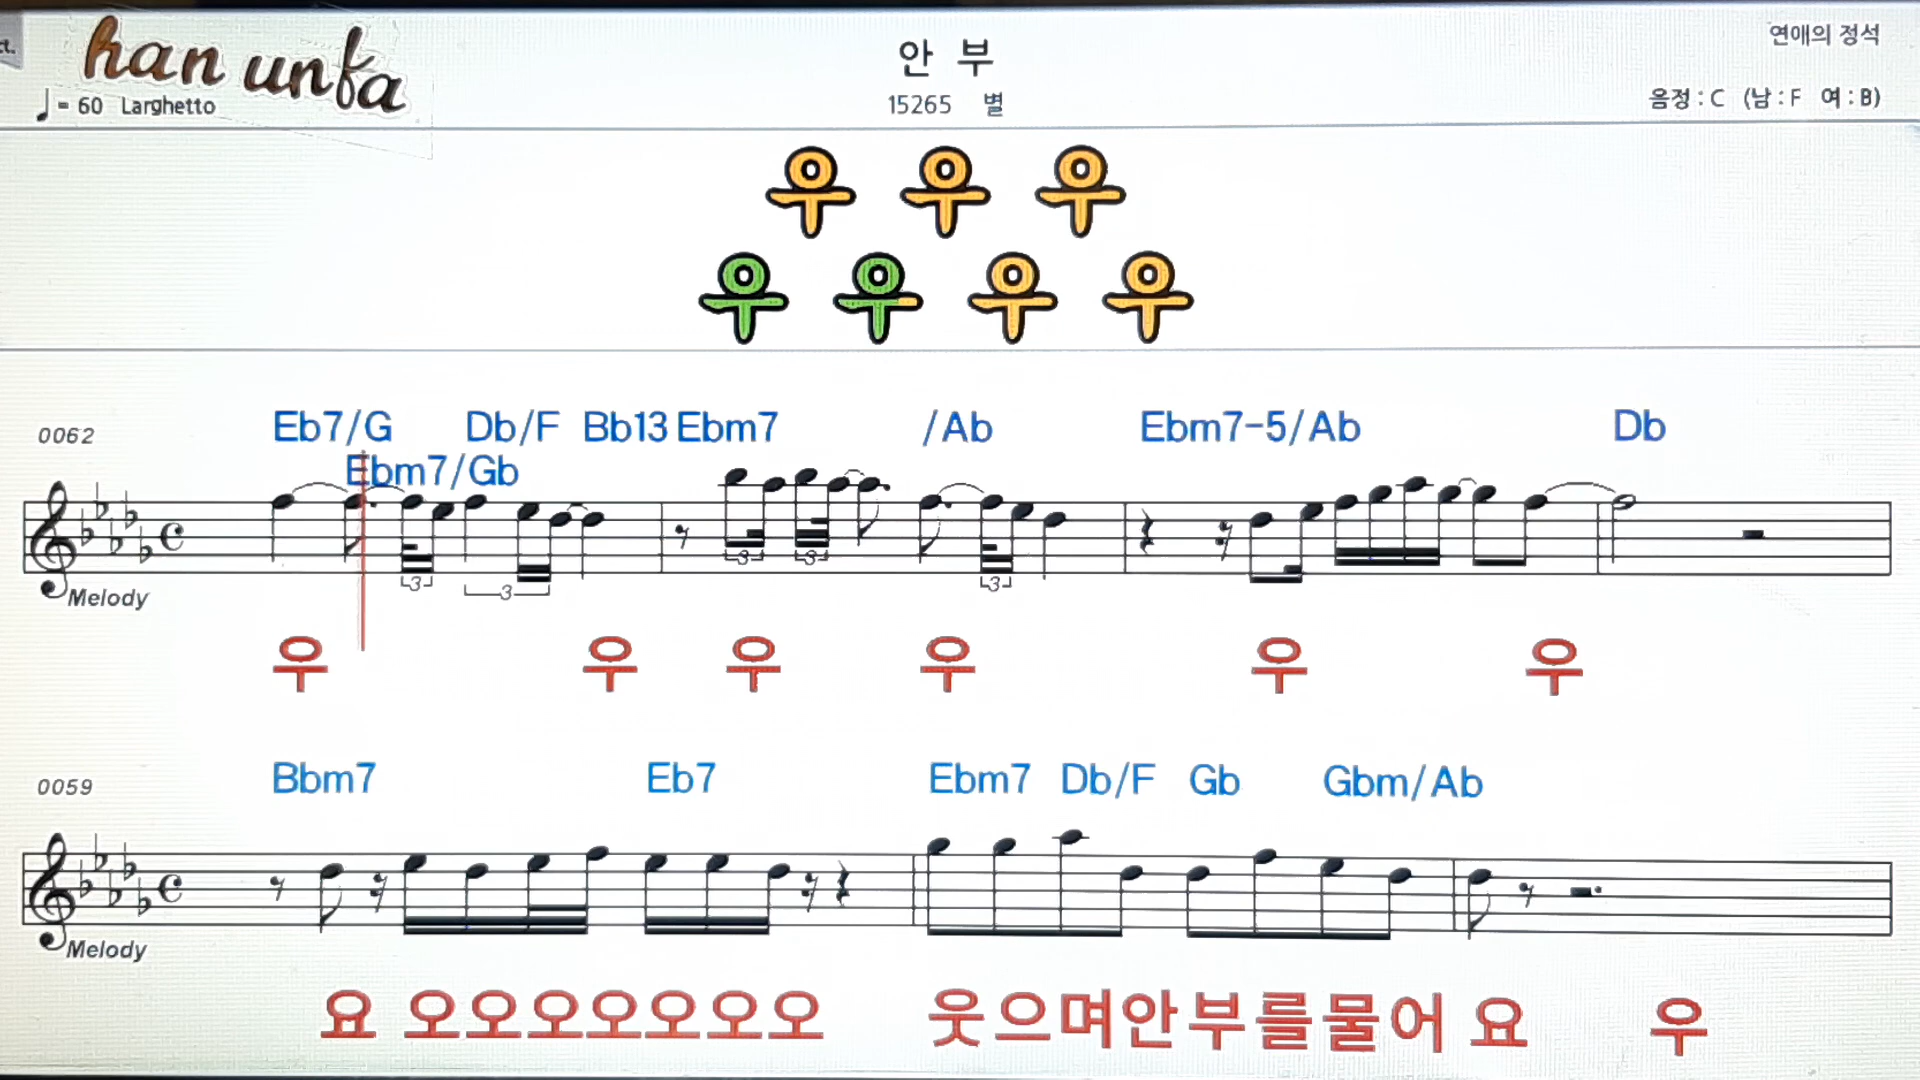 ct.
han unfa
♩= 60 Larghetto
안 부
15265 별
연애의 정석
음정 : C (남 : F 여 : B)
우 우 우
우 우 우 우
0062
Eb7/G Db/F Bb13 Ebm7 /Ab Ebm7-5/Ab Db
Ebm7/Gb
3 3 3 3 3
Melody
우 우 우 우 우 우
0059
Bbm7 Eb7 Ebm7 Db/F Gb Gbm/Ab
Melody
요 오오오오오오오 웃으며안부를물어 요 우